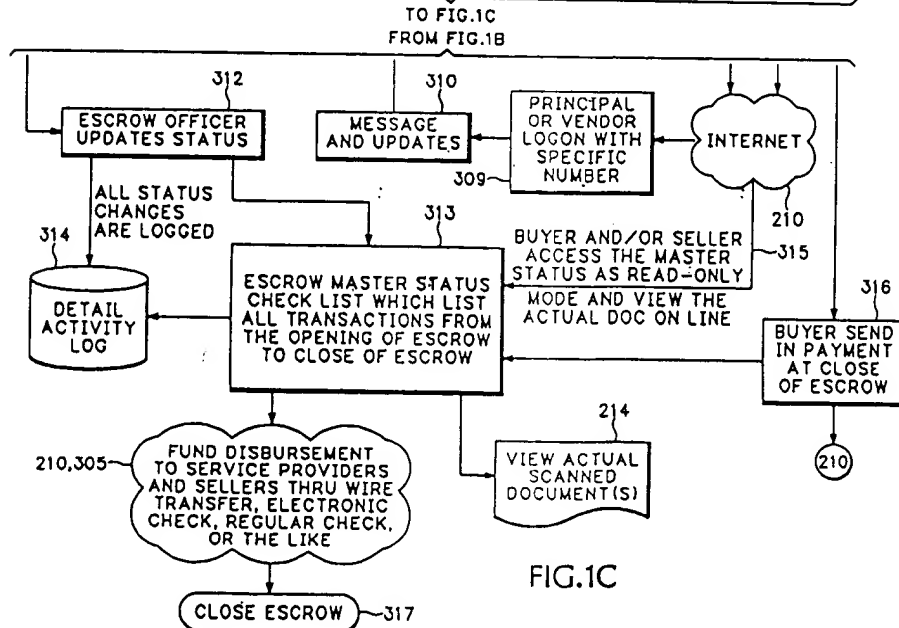 TO FIG.1C
FROM FIG.1B
312
ESCROW OFFICER
UPDATES STATUS
310
MESSAGE
AND UPDATES
PRINCIPAL
OR VENDOR
LOGON WITH
SPECIFIC
NUMBER
309
INTERNET
210
ALL STATUS
CHANGES
ARE LOGGED
314
DETAIL
ACTIVITY
LOG
313
ESCROW MASTER STATUS
CHECK LIST WHICH LIST
ALL TRANSACTIONS FROM
THE OPENING OF ESCROW
TO CLOSE OF ESCROW
BUYER AND/OR SELLER
ACCESS THE MASTER
STATUS AS READ-ONLY
MODE AND VIEW THE
ACTUAL DOC ON LINE
315
316
BUYER SEND
IN PAYMENT
AT CLOSE
OF ESCROW
210
210,305
FUND DISBURSEMENT
TO SERVICE PROVIDERS
AND SELLERS THRU WIRE
TRANSFER, ELECTRONIC
CHECK, REGULAR CHECK,
OR THE LIKE
214
VIEW ACTUAL
SCANNED
DOCUMENT(S)
FIG.1C
CLOSE ESCROW
317